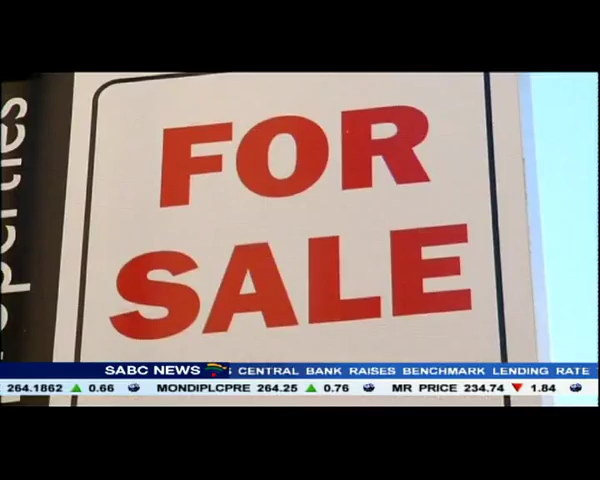 FOR
SALE
SABC NEWS CENTRAL BANK RAISES BENCHMARK LENDING RATE
264.1862 ▲ 0.66 MONDIPLCPRE 264.25 ▲ 0.76 MR PRICE 234.74 ▼ 1.84